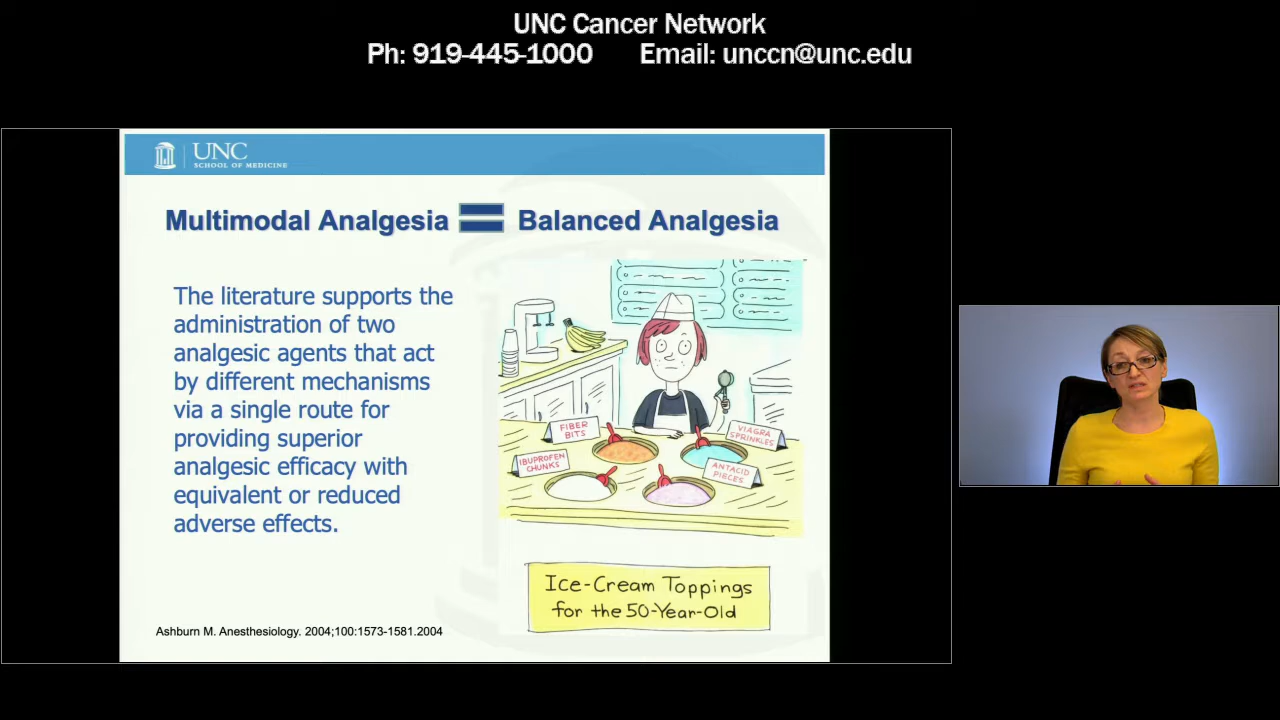 UNC Cancer Network
Ph: 919-445-1000 Email: unccn@unc.edu
UNC
SCHOOL OF MEDICINE
Multimodal Analgesia = Balanced Analgesia
The literature supports the
administration of two
analgesic agents that act
by different mechanisms
via a single route for
providing superior
analgesic efficacy with
equivalent or reduced
adverse effects.
FIBER
BITS
VIAGRA
SPRINKLES
IBUPROFEN
CHUNKS
ANTACID
PIECES
Ice-Cream Toppings
for the 50-Year-Old
Ashburn M. Anesthesiology. 2004;100:1573-1581.2004